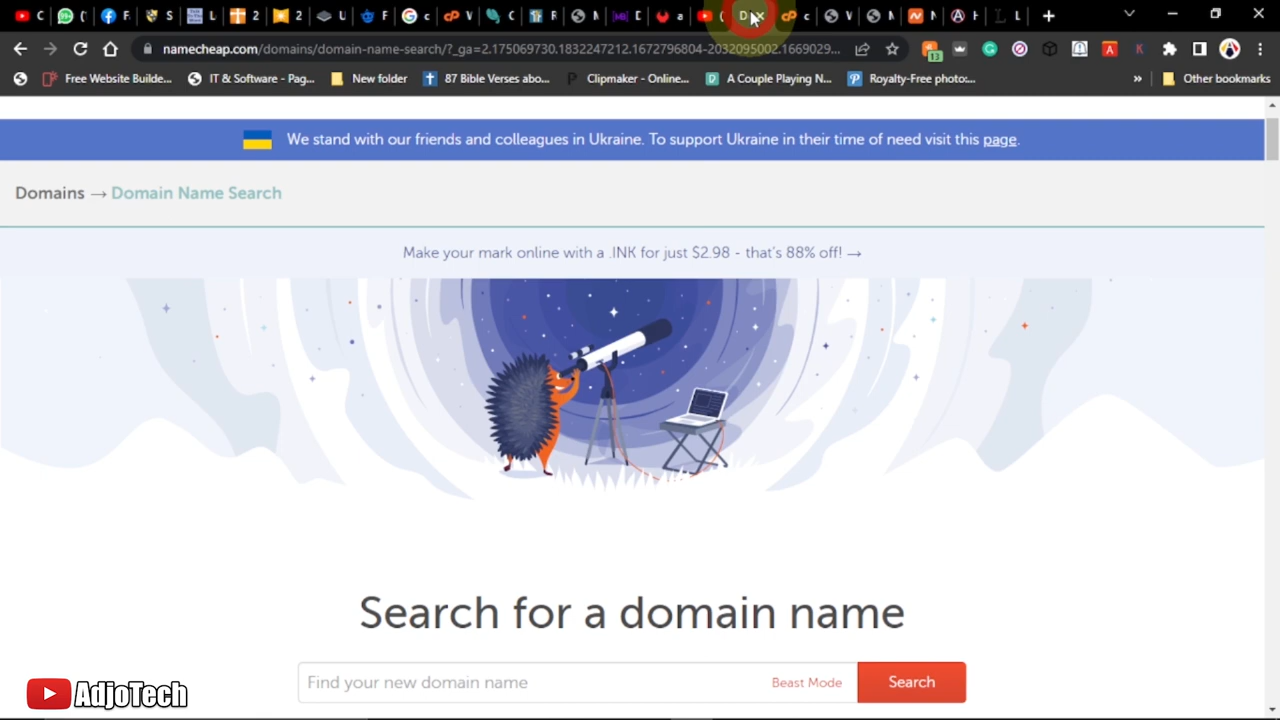 namecheap.com/domains/domain-name-search/?_ga=2.175069730.1832247212.1672796804-2032095002.1669029...
13
Free Website Builde...
IT & Software - Pag...
New folder
87 Bible Verses abo...
Clipmaker - Online...
A Couple Playing N...
Royalty-Free photo:...
»
Other bookmarks
We stand with our friends and colleagues in Ukraine. To support Ukraine in their time of need visit this page.
Domains → Domain Name Search
Make your mark online with a .INK for just $2.98 - that's 88% off! →
Search for a domain name
Find your new domain name
Beast Mode
Search
AdjoTech